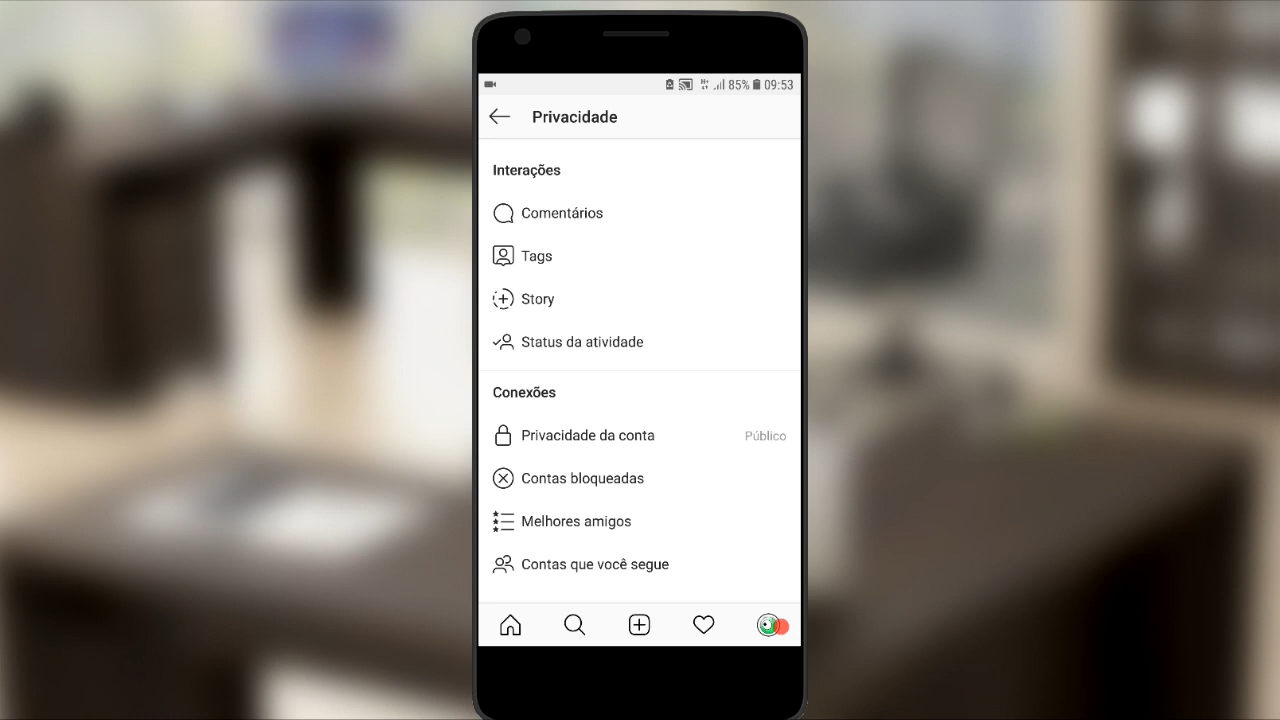 85% 09:53
Privacidade
Interações
Comentários
Tags
Story
Status da atividade
Conexões
Privacidade da conta Público
Contas bloqueadas
Melhores amigos
Contas que você segue